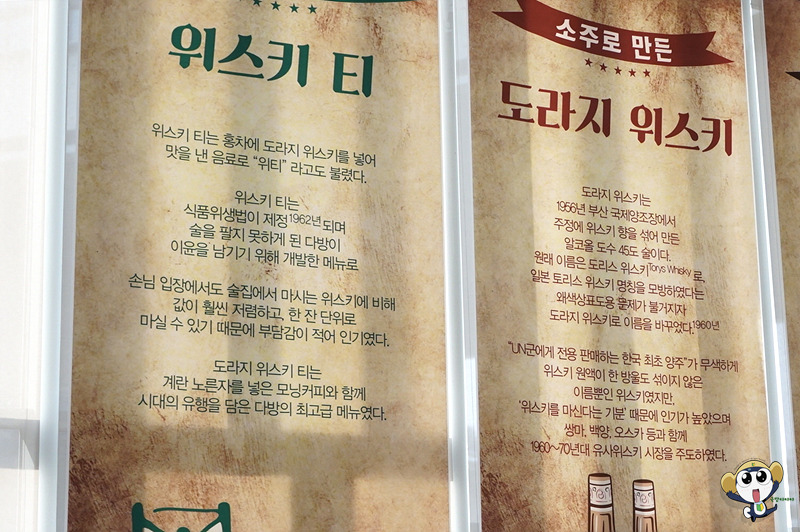 위스키 티
위스키 티는 홍차에 도라지 위스키를 넣어
맛을 낸 음료로 “위티” 라고도 불렸다.
위스키 티는
식품위생법이 제정1962년되며
술을 팔지 못하게 된 다방이
이윤을 남기기 위해 개발한 메뉴로
손님 입장에서도 술집에서 마시는 위스키에 비해
값이 훨씬 저렴하고, 한 잔 단위로
마실 수 있기 때문에 부담감이 적어 인기였다.
도라지 위스키 티는
계란 노른자를 넣은 모닝커피와 함께
시대의 유행을 담은 다방의 최고급 메뉴였다.
소주로 만든
도라지 위스키
도라지 위스키는
1956년 부산 국제양조장에서
주정에 위스키 향을 섞어 만든
알코올 도수 45도 술이다.
원래 이름은 도리스 위스키Torys Whisky로,
일본 토리스 위스키 명칭을 모방하였다는
왜색상표도용 문제가 불거지자
도라지 위스키로 이름을 바꾸었다.1960년
“UN군에게 전용 판매하는 한국 최초 양주”가 무색하게
위스키 원액이 한 방울도 섞이지 않은
이름뿐인 위스키였지만,
‘위스키를 마신다는 기분’ 때문에 인기가 높았으며
쌍마, 백양, 오스카 등과 함께
1960~70년대 유사위스키 시장을 주도하였다.